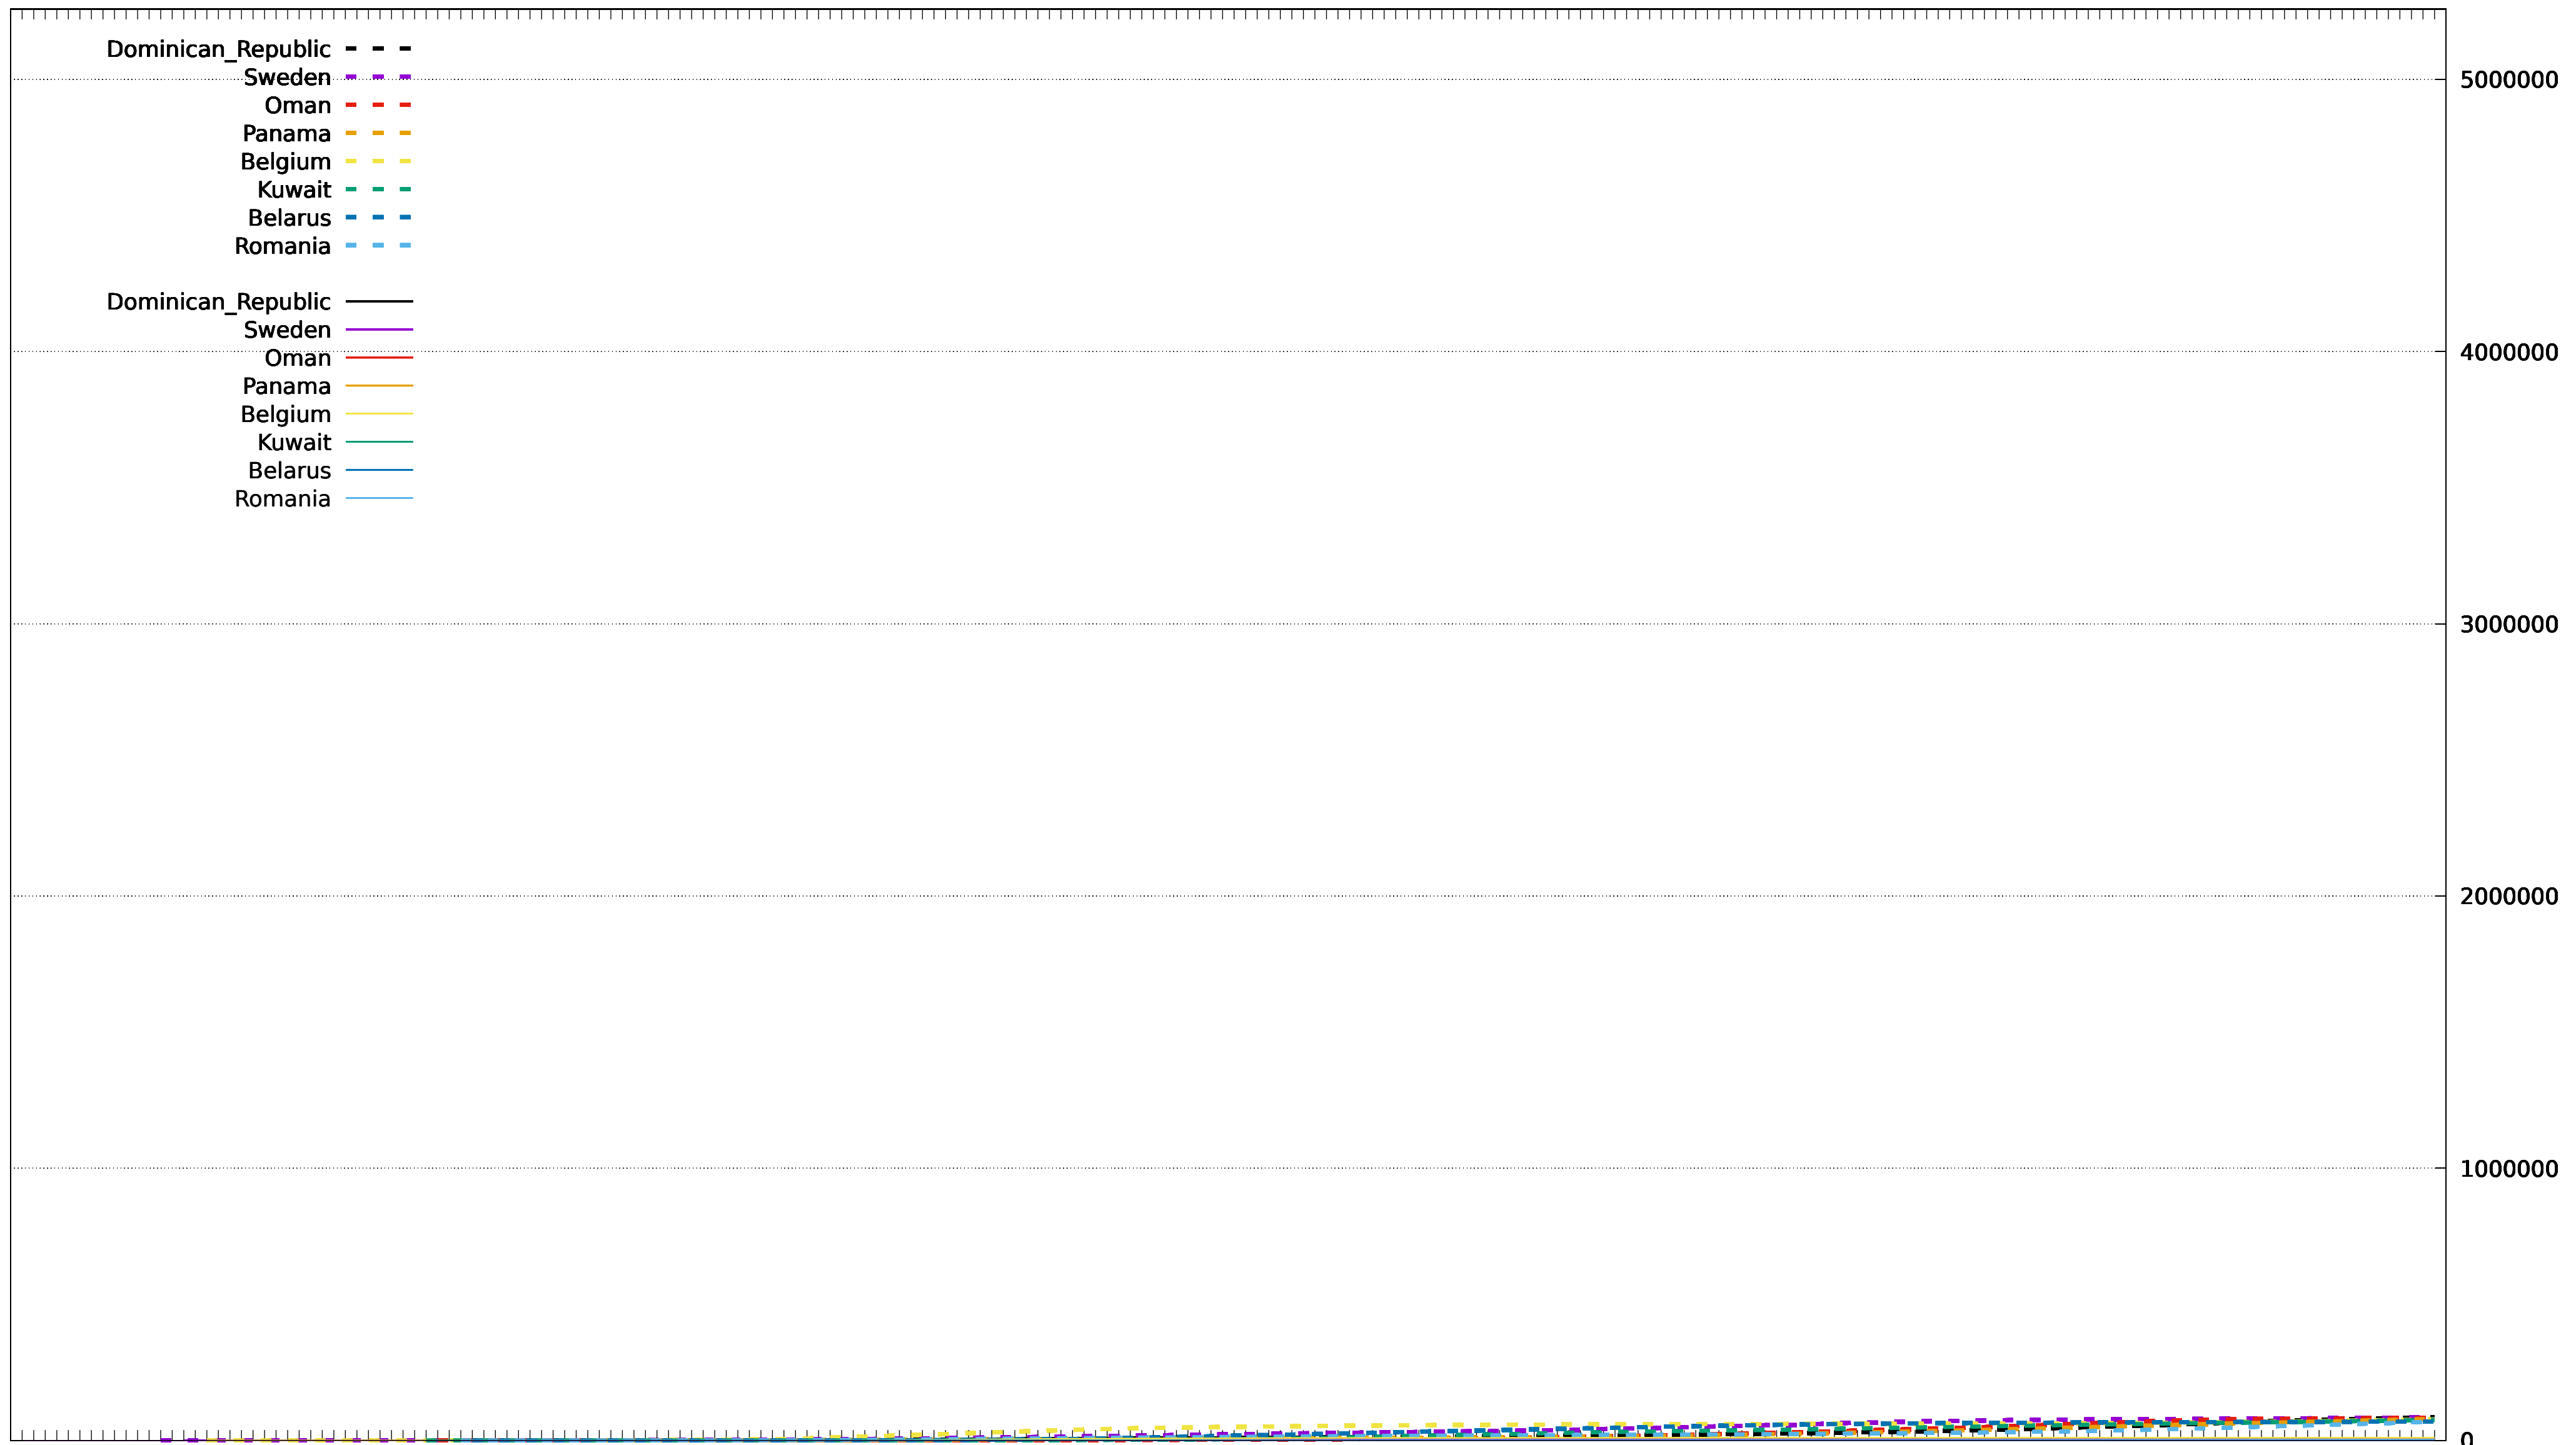 Dominican_Republic
Sweden
Oman
Panama
Belgium
Kuwait
Belarus
Romania
Dominican_Republic
Sweden
Oman
Panama
Belgium
Kuwait
Belarus
Romania
5000000
4000000
3000000
2000000
1000000
0